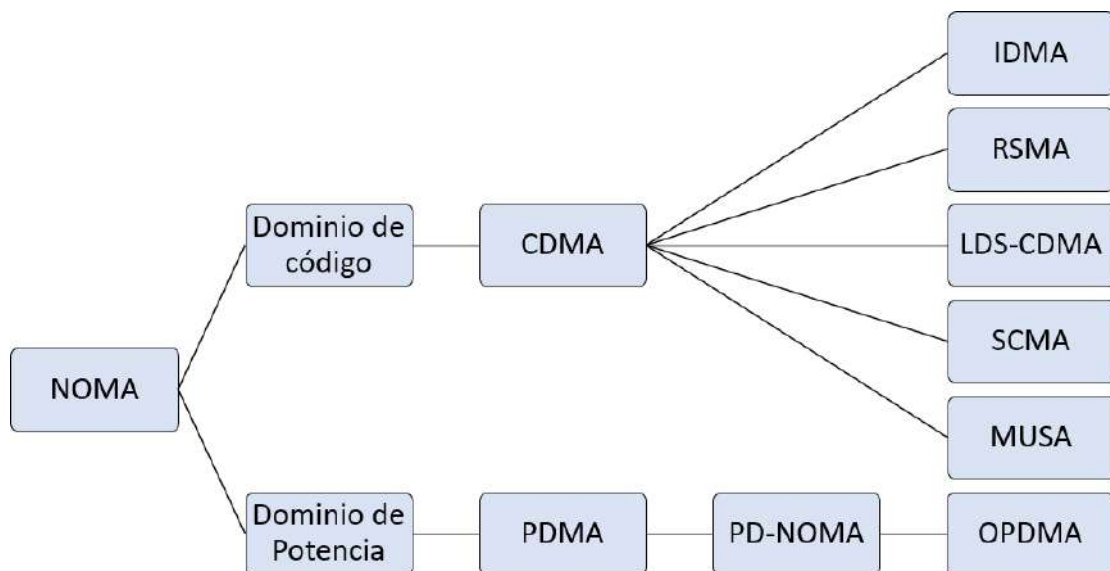 IDMA
RSMA
Dominio de
código
CDMA
LDS-CDMA
SCMA
NOMA
MUSA
Dominio de
Potencia
PDMA
PD-NOMA
OPDMA